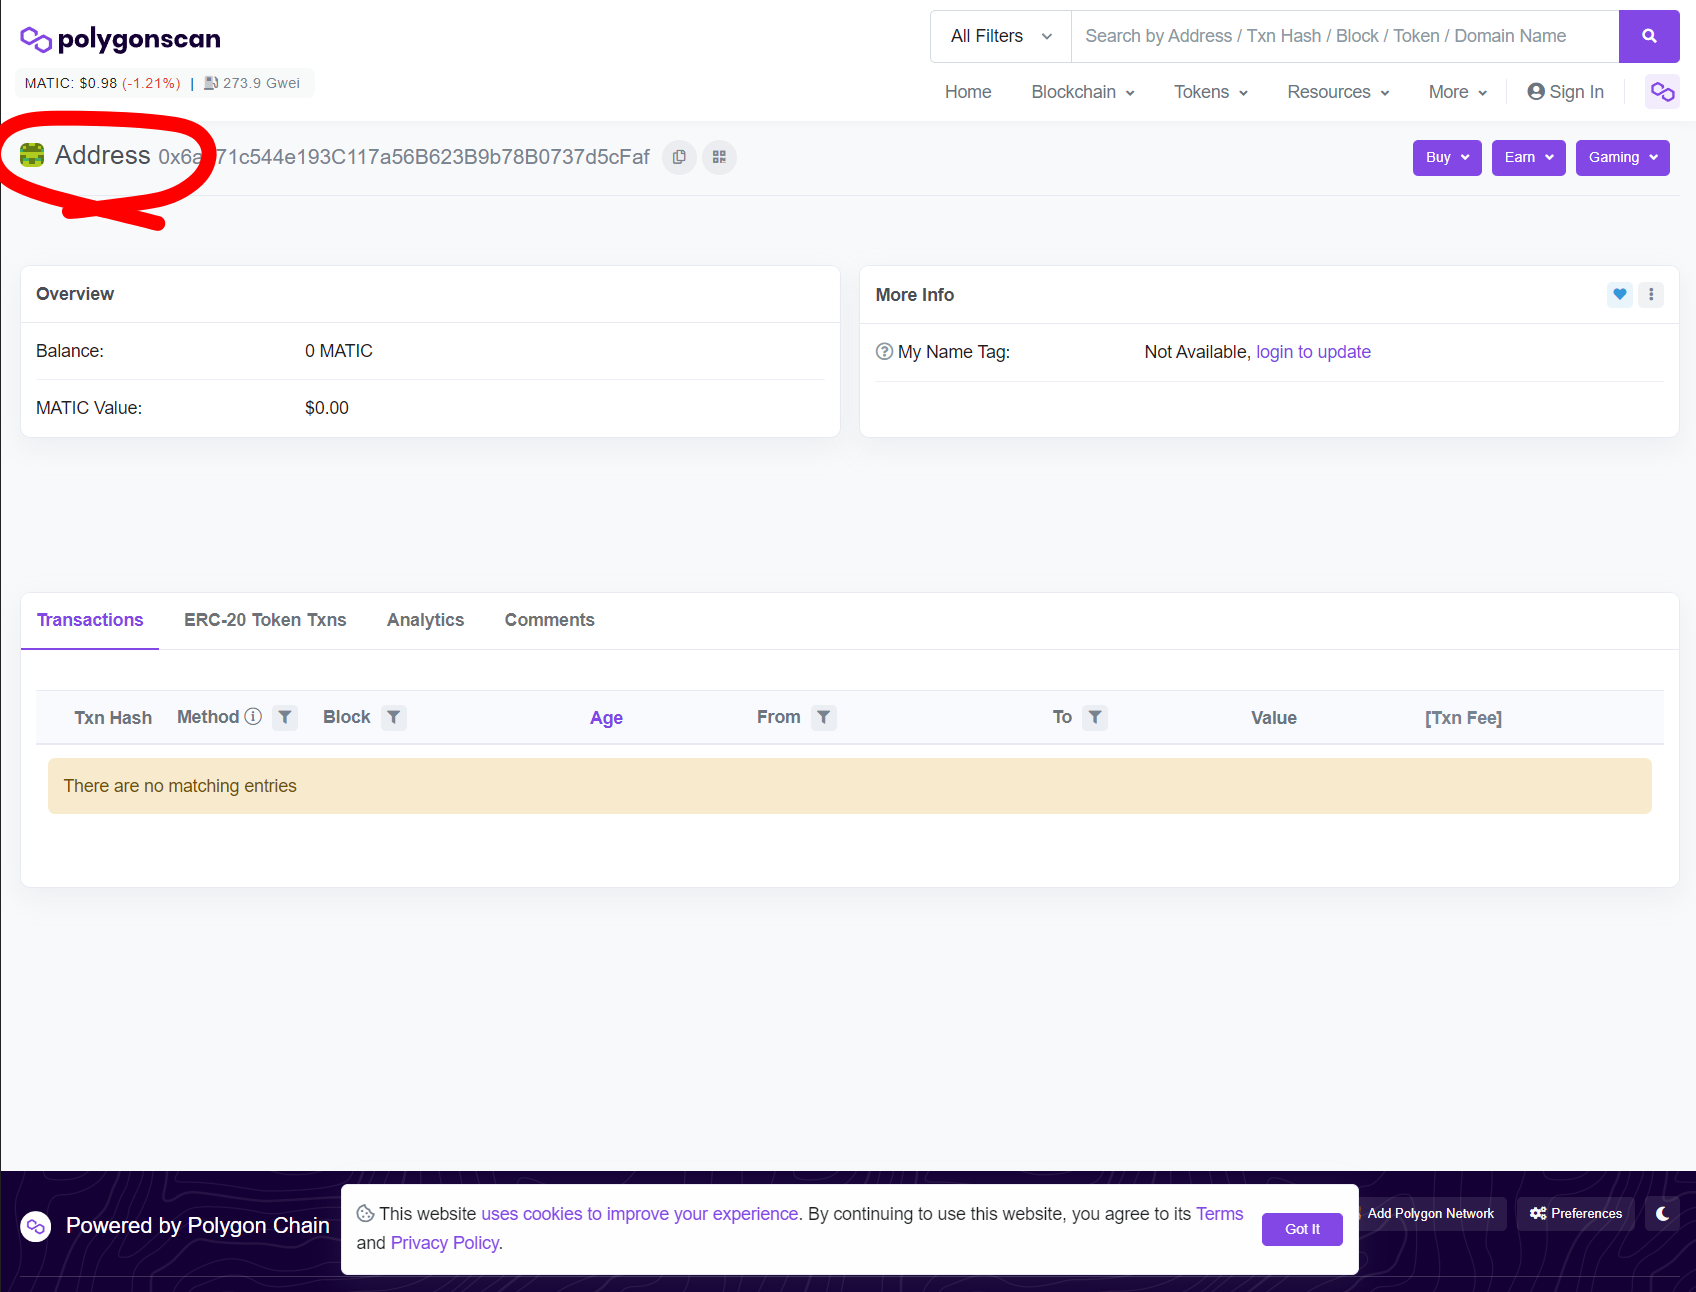 polygonscan
All Filters
Search by Address / Txn Hash / Block / Token / Domain Name
MATIC: $0.98 (-1.21%) | 273.9 Gwei
Home Blockchain Tokens Resources More Sign In
Address
Buy Earn Gaming
Overview
Balance: 0 MATIC
MATIC Value: $0.00
More Info
My Name Tag: Not Available, login to update
Transactions ERC-20 Token Txns Analytics Comments
Txn Hash Method Block Age From To Value [Txn Fee]
There are no matching entries
Powered by Polygon Chain
This website uses cookies to improve your experience. By continuing to use this website, you agree to its Terms
and Privacy Policy.
Got It
Add Polygon Network Preferences